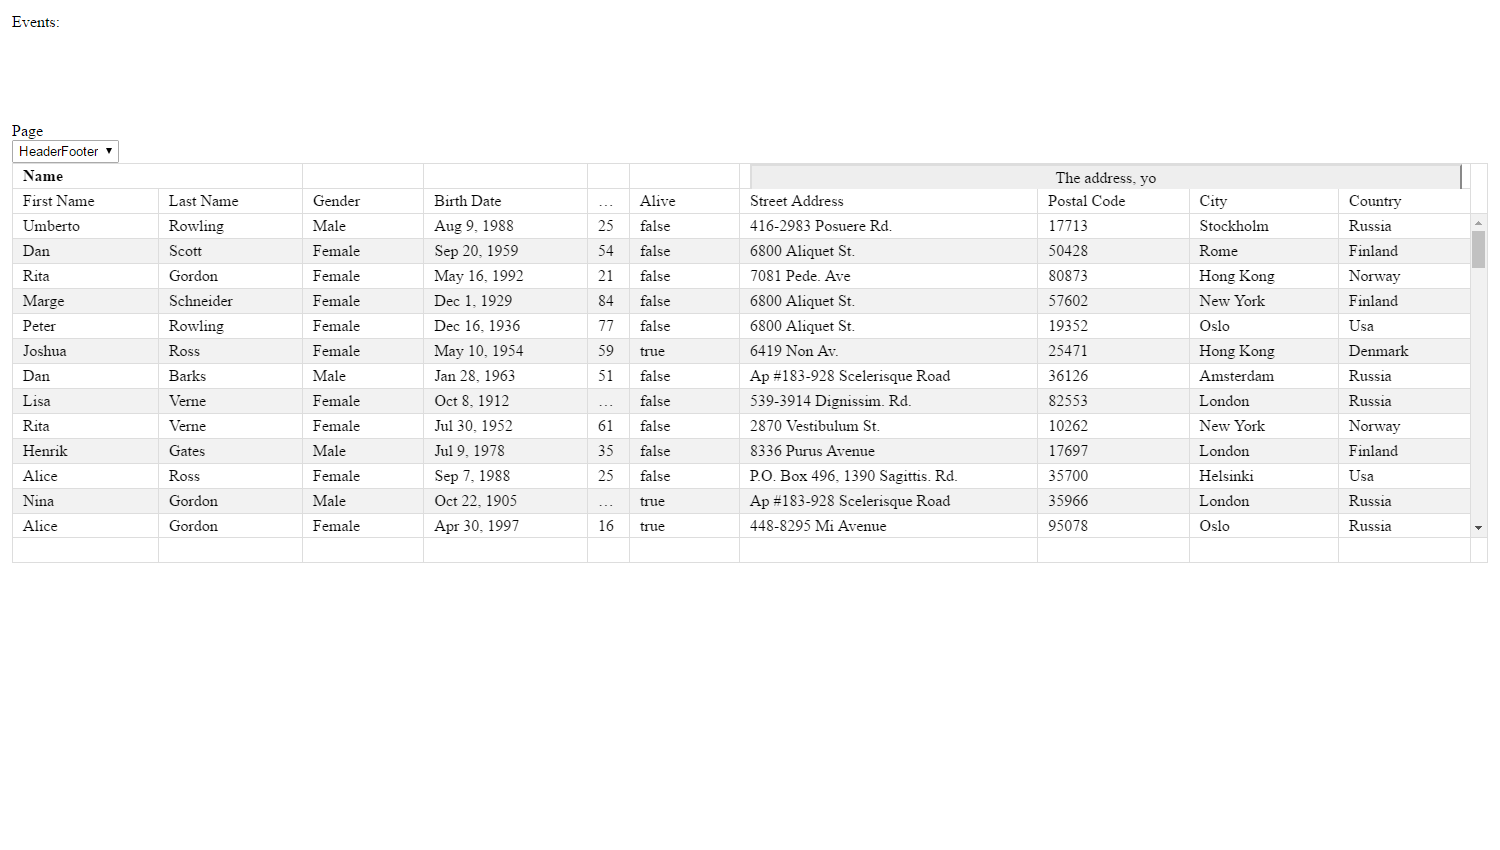 Events:
Page
HeaderFooter
Name The address, yo
First Name Last Name Gender Birth Date … Alive Street Address Postal Code City Country
Umberto Rowling Male Aug 9, 1988 25 false 416-2983 Posuere Rd. 17713 Stockholm Russia
Dan Scott Female Sep 20, 1959 54 false 6800 Aliquet St. 50428 Rome Finland
Rita Gordon Female May 16, 1992 21 false 7081 Pede. Ave 80873 Hong Kong Norway
Marge Schneider Female Dec 1, 1929 84 false 6800 Aliquet St. 57602 New York Finland
Peter Rowling Female Dec 16, 1936 77 false 6800 Aliquet St. 19352 Oslo Usa
Joshua Ross Female May 10, 1954 59 true 6419 Non Av. 25471 Hong Kong Denmark
Dan Barks Male Jan 28, 1963 51 false Ap #183-928 Scelerisque Road 36126 Amsterdam Russia
Lisa Verne Female Oct 8, 1912 … false 539-3914 Dignissim. Rd. 82553 London Russia
Rita Verne Female Jul 30, 1952 61 false 2870 Vestibulum St. 10262 New York Norway
Henrik Gates Male Jul 9, 1978 35 false 8336 Purus Avenue 17697 London Finland
Alice Ross Female Sep 7, 1988 25 false P.O. Box 496, 1390 Sagittis. Rd. 35700 Helsinki Usa
Nina Gordon Male Oct 22, 1905 … true Ap #183-928 Scelerisque Road 35966 London Russia
Alice Gordon Female Apr 30, 1997 16 true 448-8295 Mi Avenue 95078 Oslo Russia